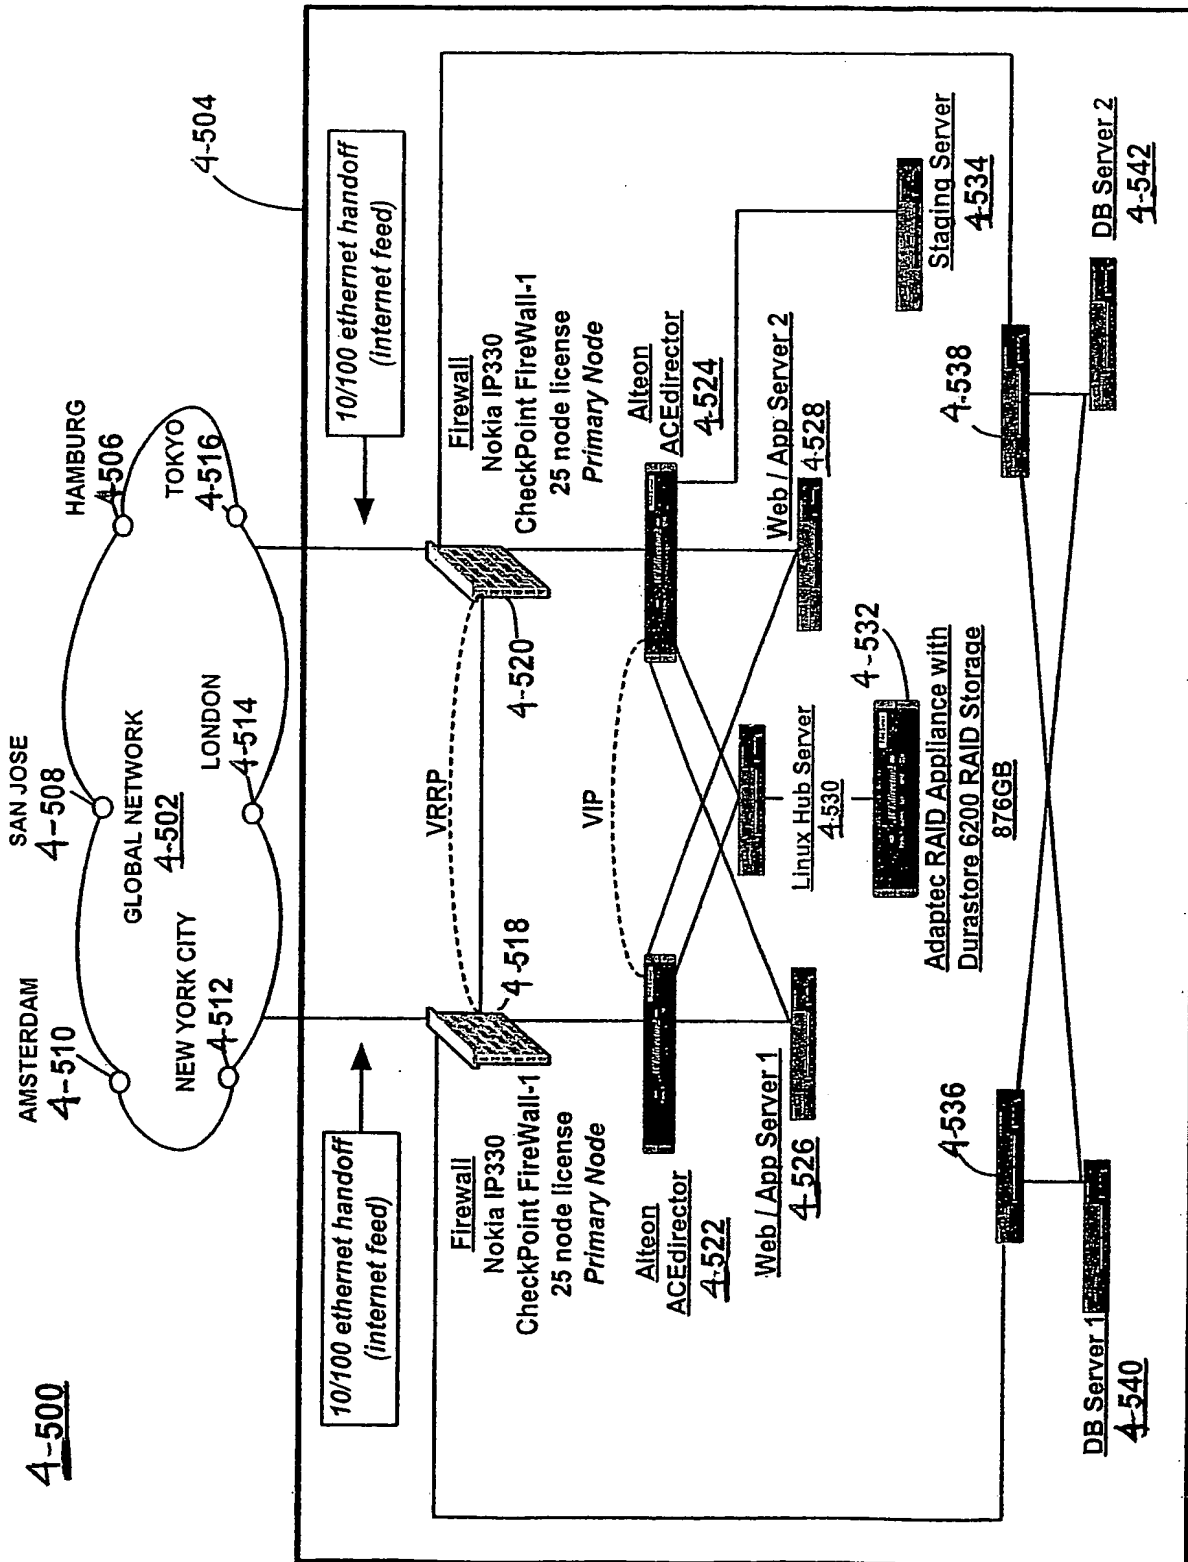 4-500
AMSTERDAM
4-510
SAN JOSE
4-508
HAMBURG
4-506
GLOBAL NETWORK
4-502
NEW YORK CITY
4-512
LONDON
4-514
TOKYO
4-516
4-504
10/100 ethernet handoff
(internet feed)
10/100 ethernet handoff
(internet feed)
VRRP
Firewall
Nokia IP330
CheckPoint FireWall-1
25 node license
Primary Node
4-518
4-520
Firewall
Nokia IP330
CheckPoint FireWall-1
25 node license
Primary Node
VIP
Alteon
ACEdirector
4-522
Alteon
ACEdirector
4-524
Web / App Server 1
4-526
Linux Hub Server
4-530
Web / App Server 2
4-528
4-532
Adaptec RAID Appliance with
Durastore 6200 RAID Storage
876GB
Staging Server
4-534
4-536
4-538
DB Server 1
4-540
DB Server 2
4-542